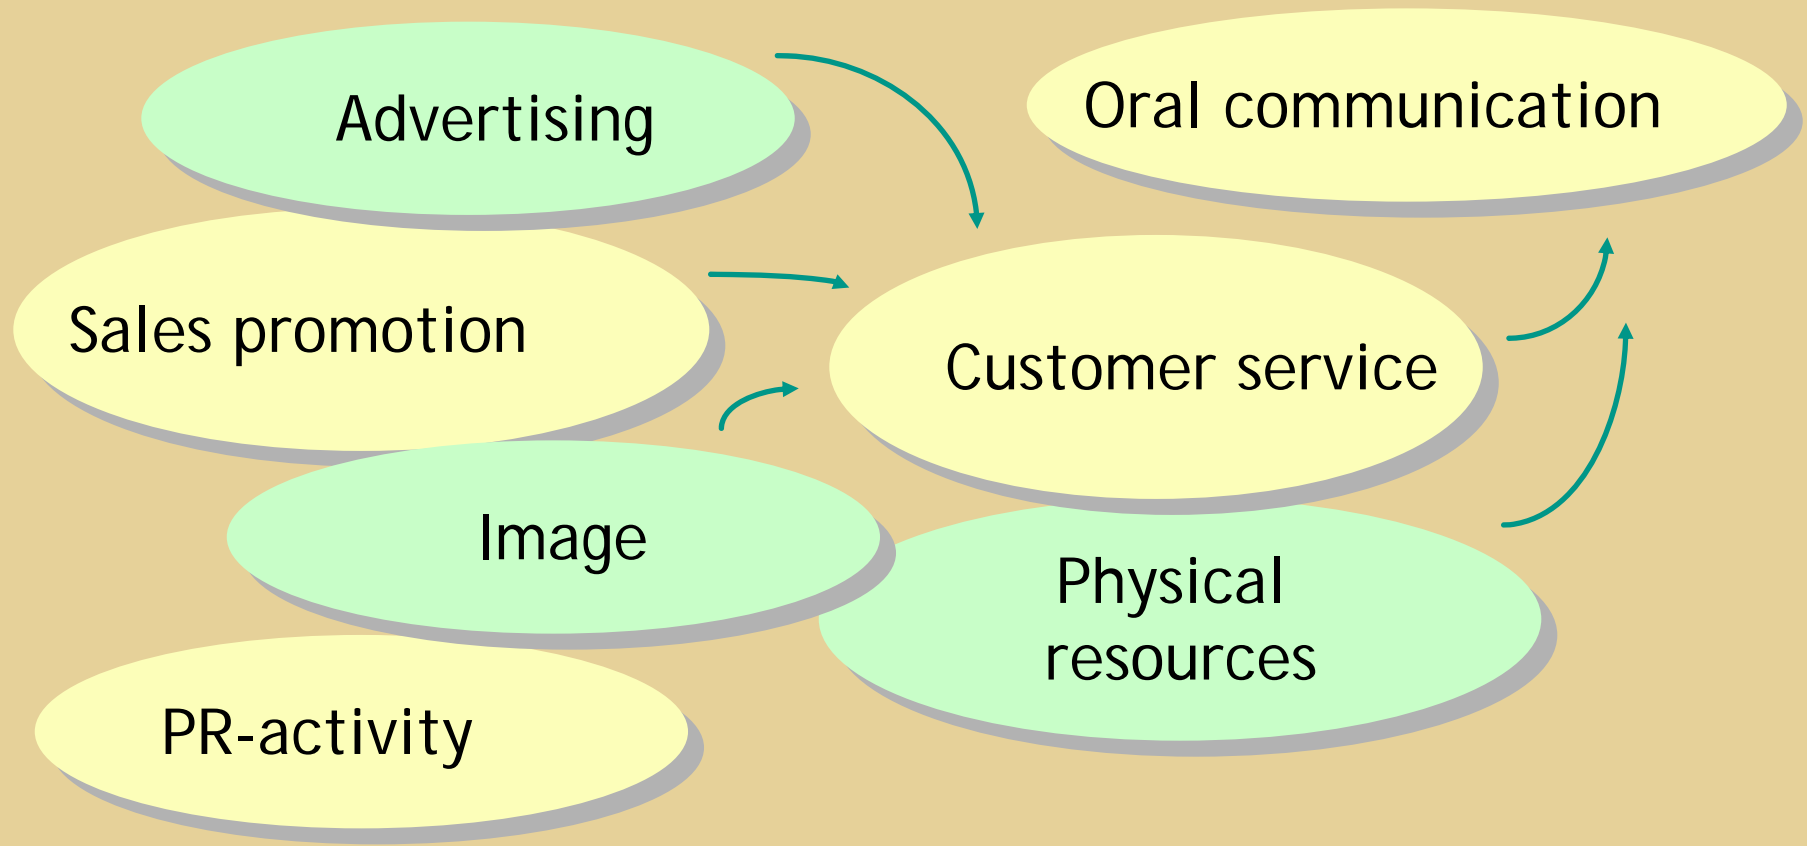 Advertising
Oral communication
Sales promotion
Customer service
Image
Physical
resources
PR-activity